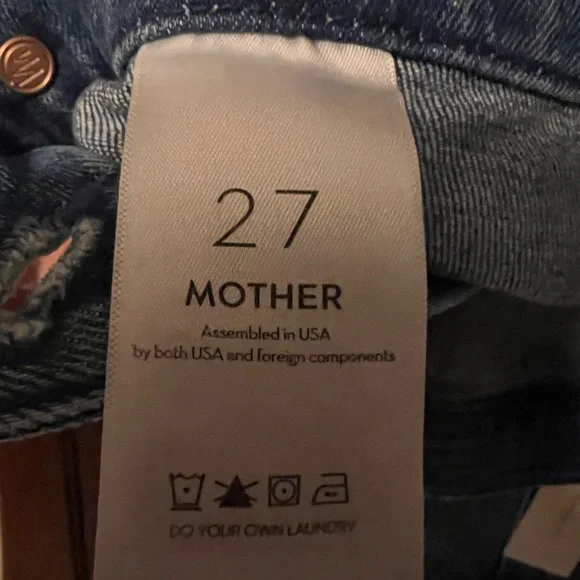 27
MOTHER
Assembled in USA
by both USA and foreign components
DO YOUR OWN LAUNDRY